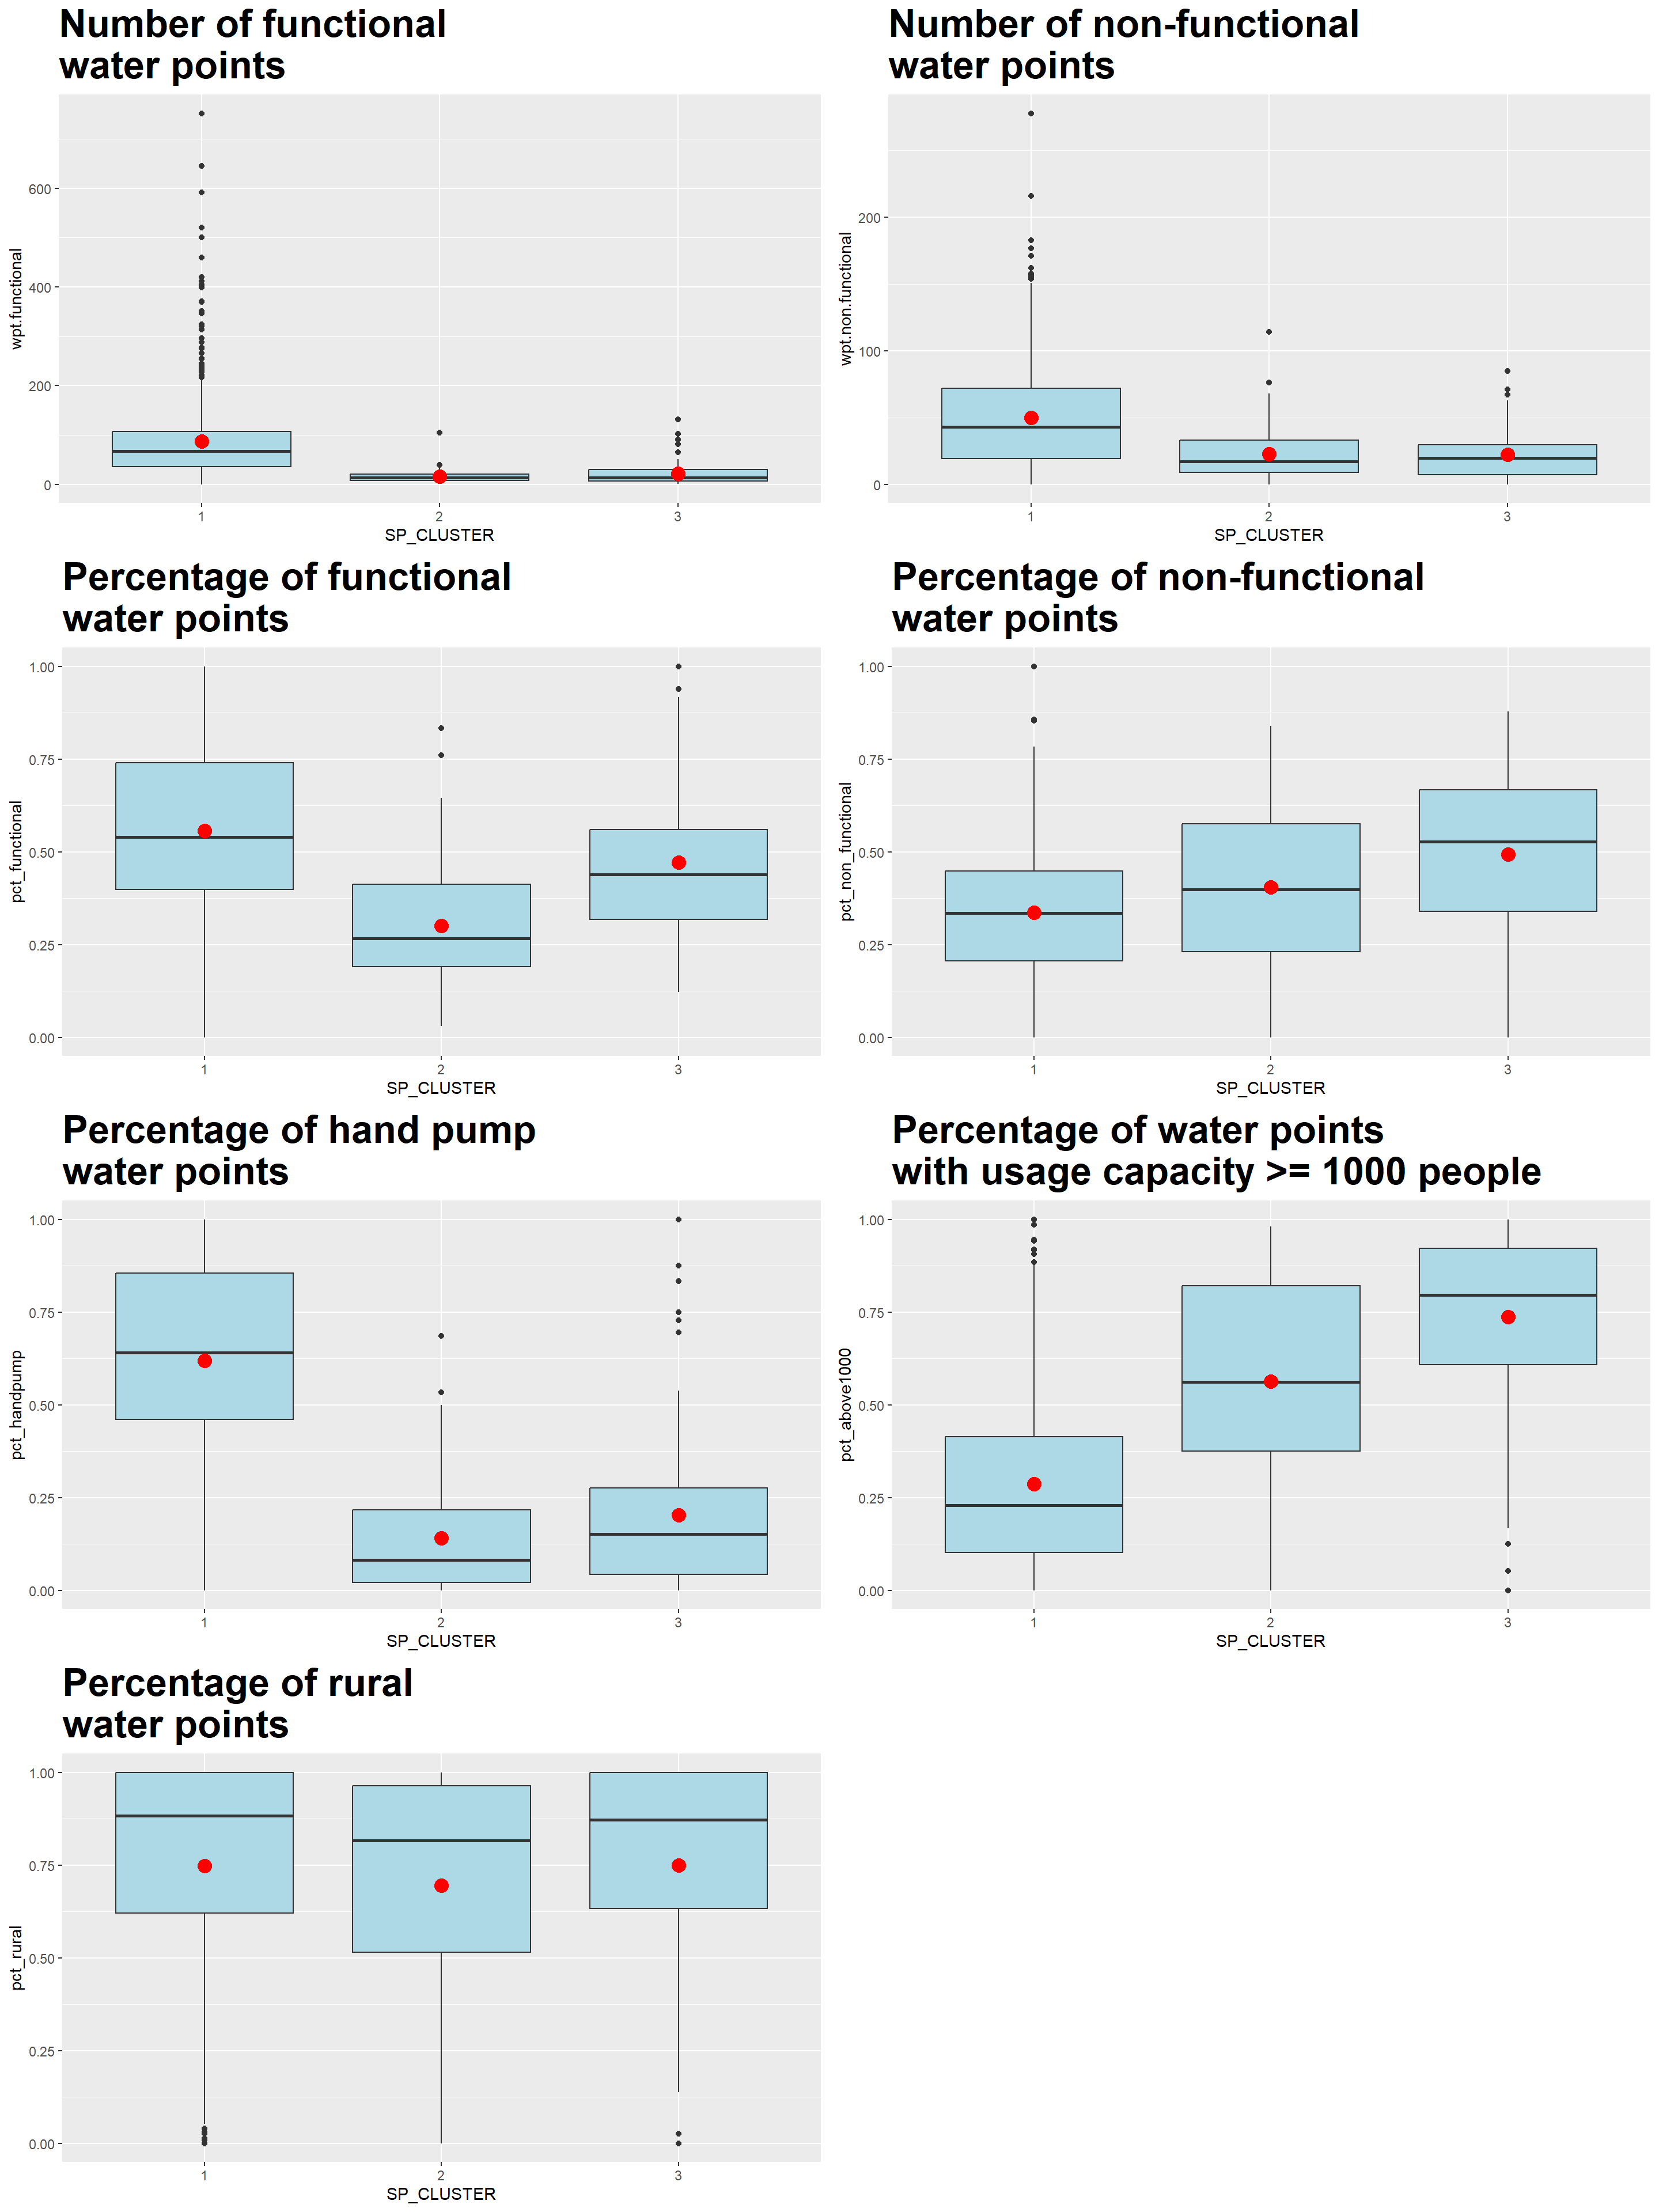 Number of functional
water points
wpt.functional
600
400
200
0
1 2 3
SP_CLUSTER
Number of non-functional
water points
wpt.non.functional
200
100
0
1 2 3
SP_CLUSTER
Percentage of functional
water points
pct_functional
1.00
0.75
0.50
0.25
0.00
1 2 3
SP_CLUSTER
Percentage of non-functional
water points
pct_non_functional
1.00
0.75
0.50
0.25
0.00
1 2 3
SP_CLUSTER
Percentage of hand pump
water points
pct_handpump
1.00
0.75
0.50
0.25
0.00
1 2 3
SP_CLUSTER
Percentage of water points
with usage capacity >= 1000 people
pct_above1000
1.00
0.75
0.50
0.25
0.00
1 2 3
SP_CLUSTER
Percentage of rural
water points
pct_rural
1.00
0.75
0.50
0.25
0.00
1 2 3
SP_CLUSTER